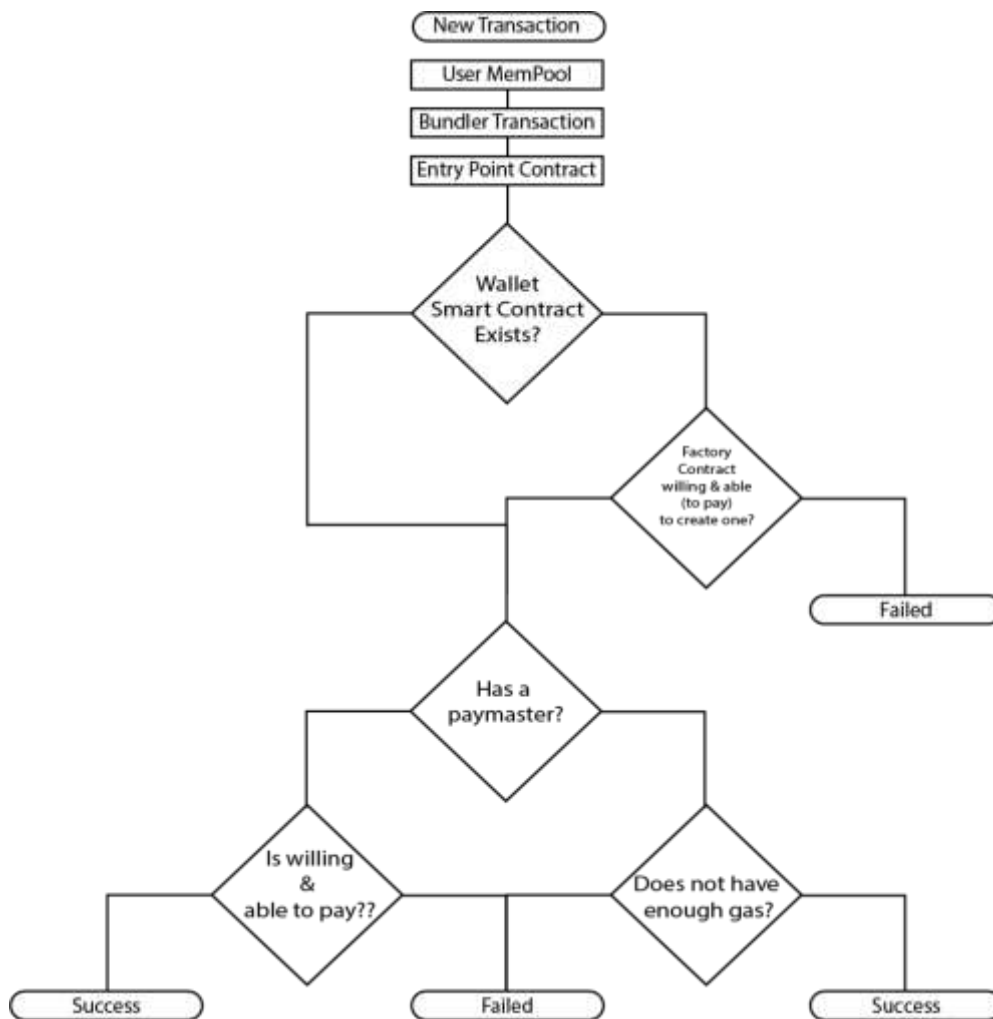 New Transaction
User MemPool
Bundler Transaction
Entry Point Contract
Wallet
Smart Contract
Exists?
Factory
Contract
willing & able
(to pay)
to create one?
Failed
Has a
paymaster?
Is willing
&
able to pay??
Does not have
enough gas?
Success
Failed
Success